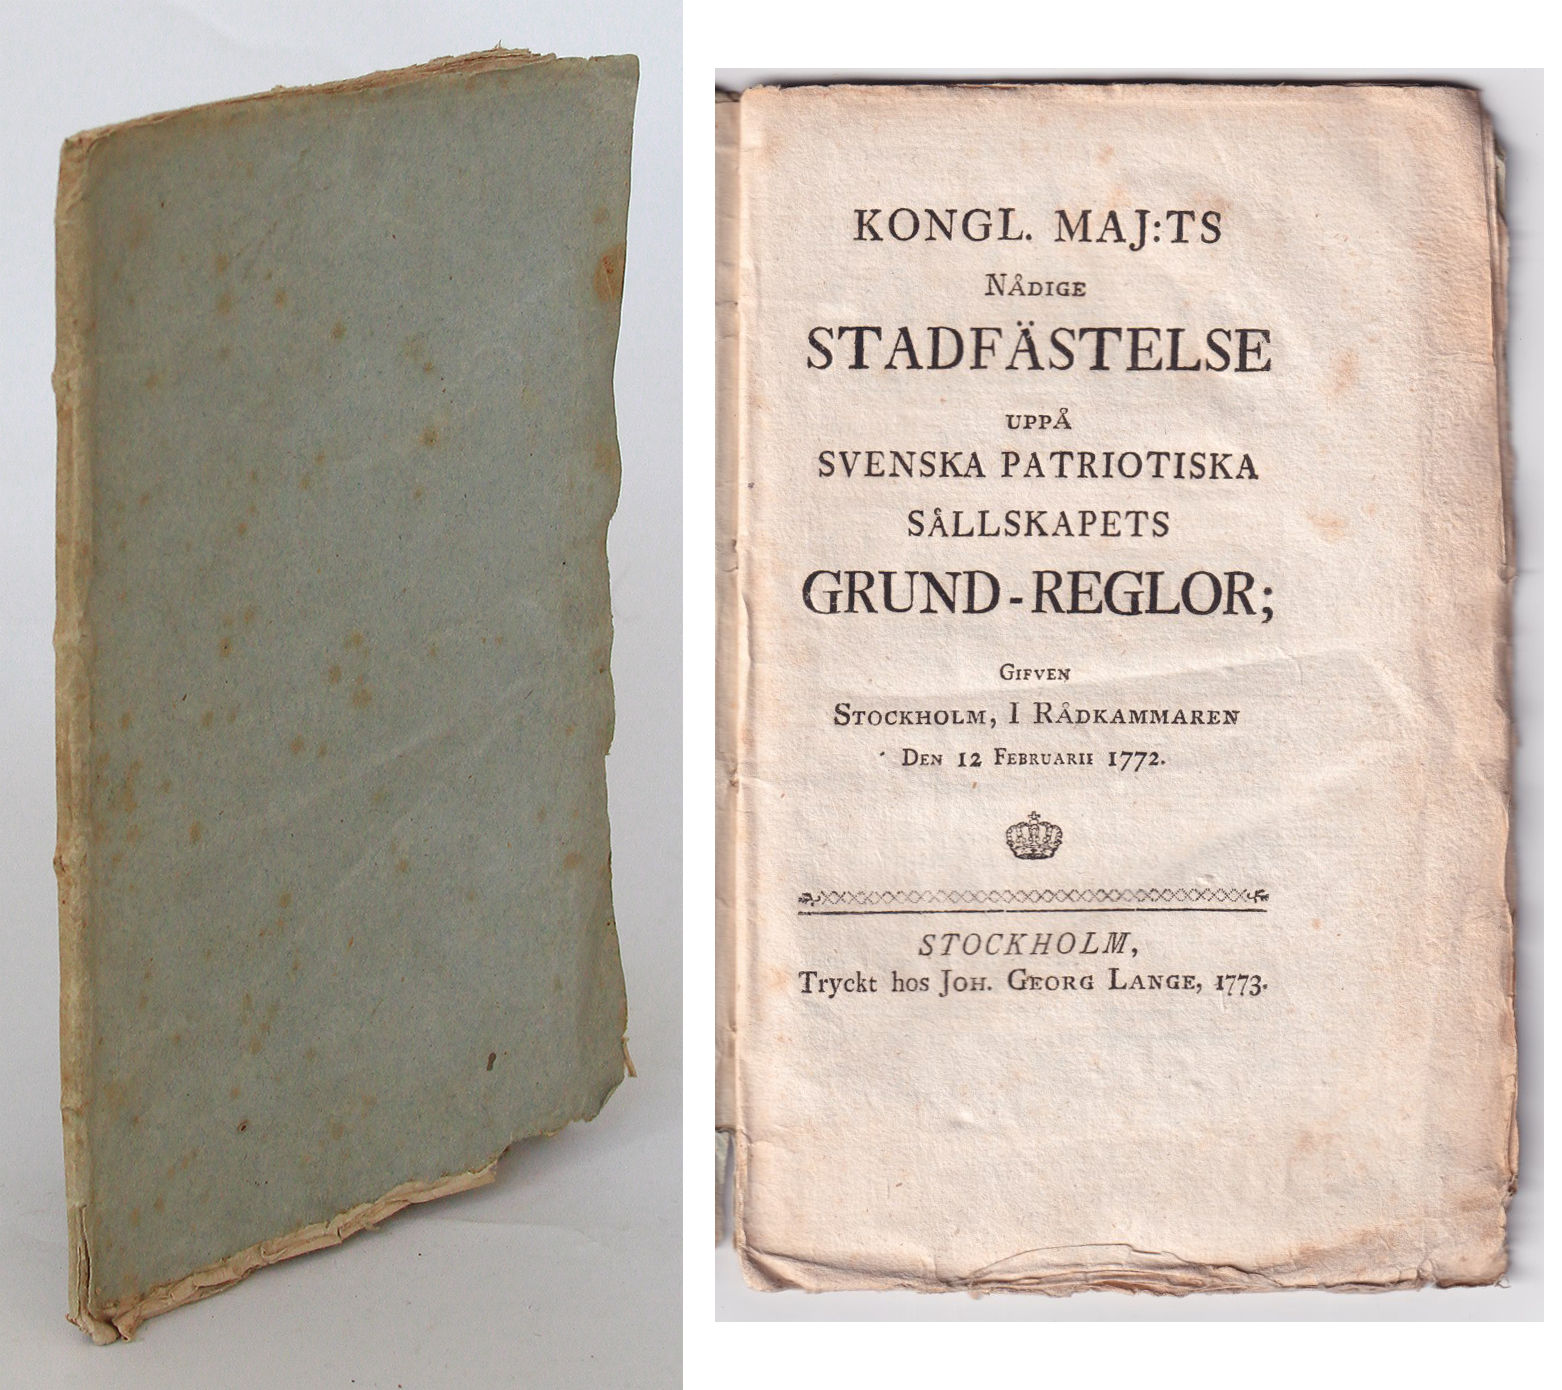 KONGL. MAJ:TS
NÅDIGE
STADFÄSTELSE
UPPÅ
SVENSKA PATRIOTISKA
SÅLLSKAPETS
GRUND-REGLOR;
GIFVEN
STOCKHOLM, I RÅDKAMMAREN
DEN 12 FEBRUARII 1772.
STOCKHOLM,
Tryckt hos JOH. GEORG LANGE, 1773.